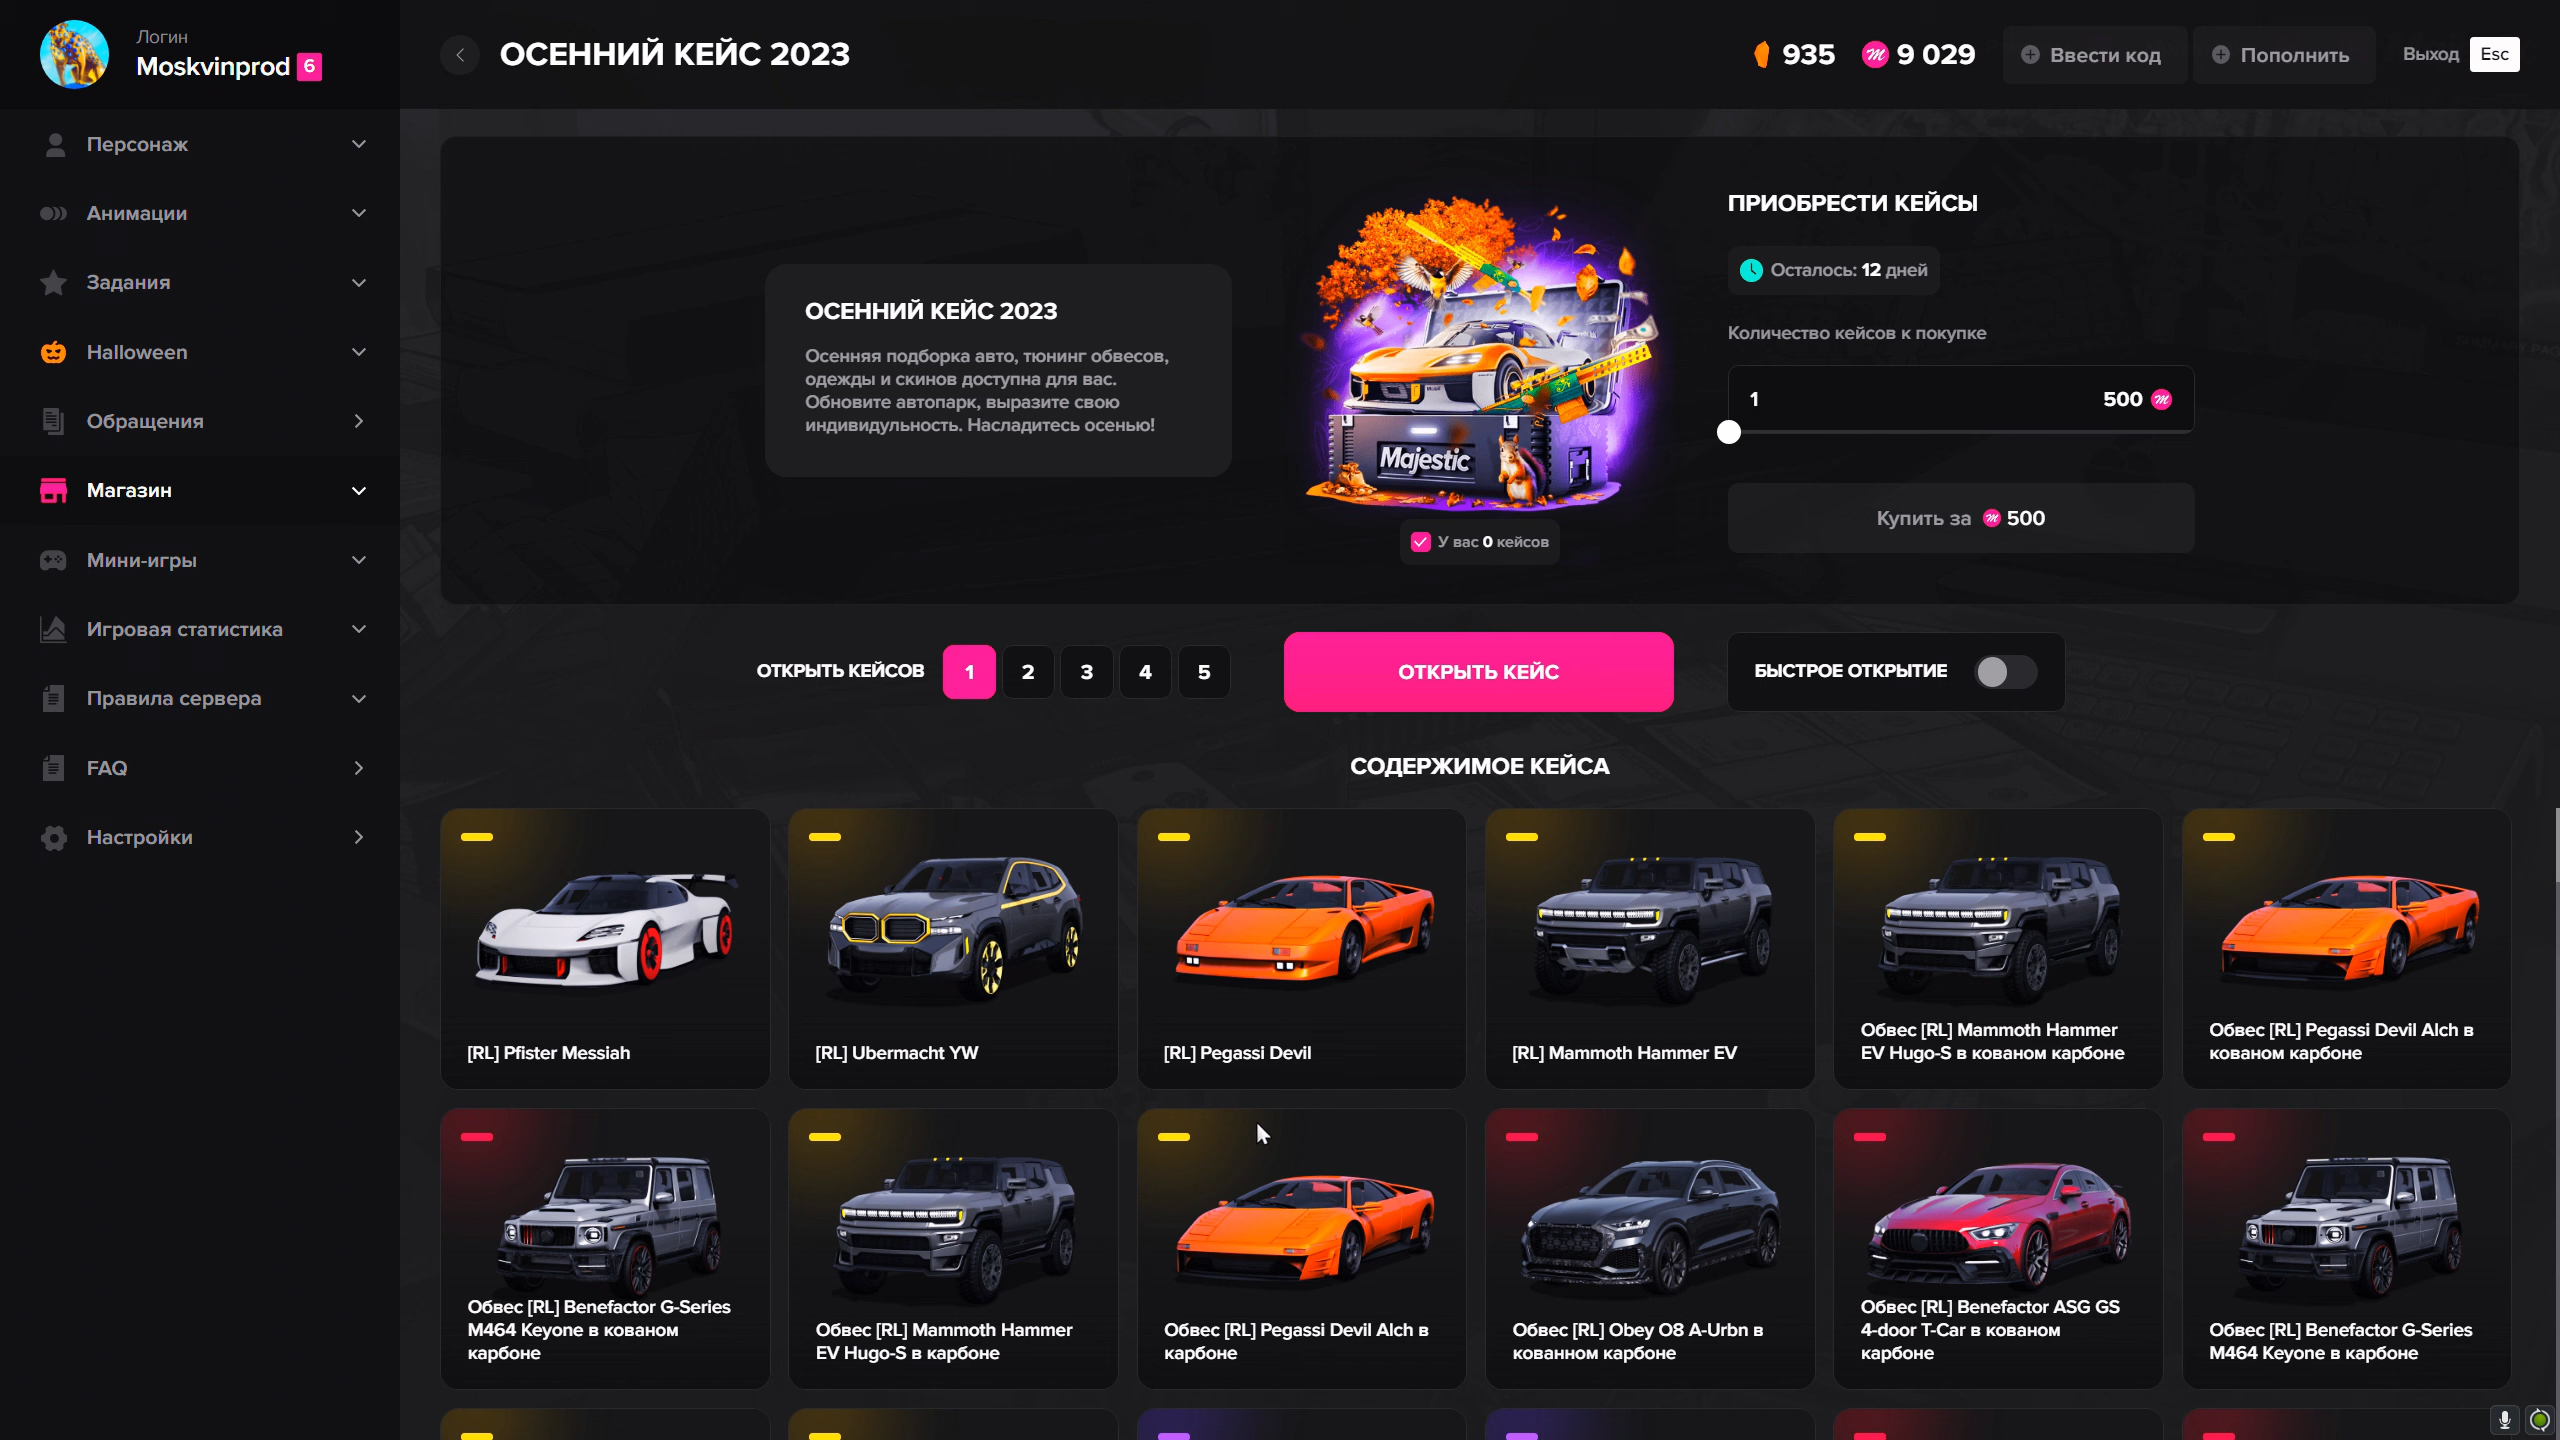 Логин
Moskvinprod 6
ОСЕННИЙ КЕЙС 2023
935
9 029
Ввести код
Пополнить
Выход
Esc
Персонаж
Анимации
Задания
Halloween
Обращения
Магазин
Мини-игры
Игровая статистика
Правила сервера
FAQ
Настройки
ОСЕННИЙ КЕЙС 2023
Осенняя подборка авто, тюнинг обвесов,
одежды и скинов доступна для вас.
Обновите автопарк, выразите свою
индивидульность. Насладитесь осенью!
Majestic
У вас 0 кейсов
ПРИОБРЕСТИ КЕЙСЫ
Осталось: 12 дней
Количество кейсов к покупке
1
500
Купить за 500
ОТКРЫТЬ КЕЙСОВ
1 2 3 4 5
ОТКРЫТЬ КЕЙС
БЫСТРОЕ ОТКРЫТИЕ
СОДЕРЖИМОЕ КЕЙСА
[RL] Pfister Messiah
[RL] Ubermacht YW
[RL] Pegassi Devil
[RL] Mammoth Hammer EV
Обвес [RL] Mammoth Hammer
EV Hugo-S в кованом карбоне
Обвес [RL] Pegassi Devil Alch в
кованом карбоне
Обвес [RL] Benefactor G-Series
M464 Keyone в кованом
карбоне
Обвес [RL] Mammoth Hammer
EV Hugo-S в карбоне
Обвес [RL] Pegassi Devil Alch в
карбоне
Обвес [RL] Obey O8 A-Urbn в
кованном карбоне
Обвес [RL] Benefactor ASG GS
4-door T-Car в кованом
карбоне
Обвес [RL] Benefactor G-Series
M464 Keyone в карбоне